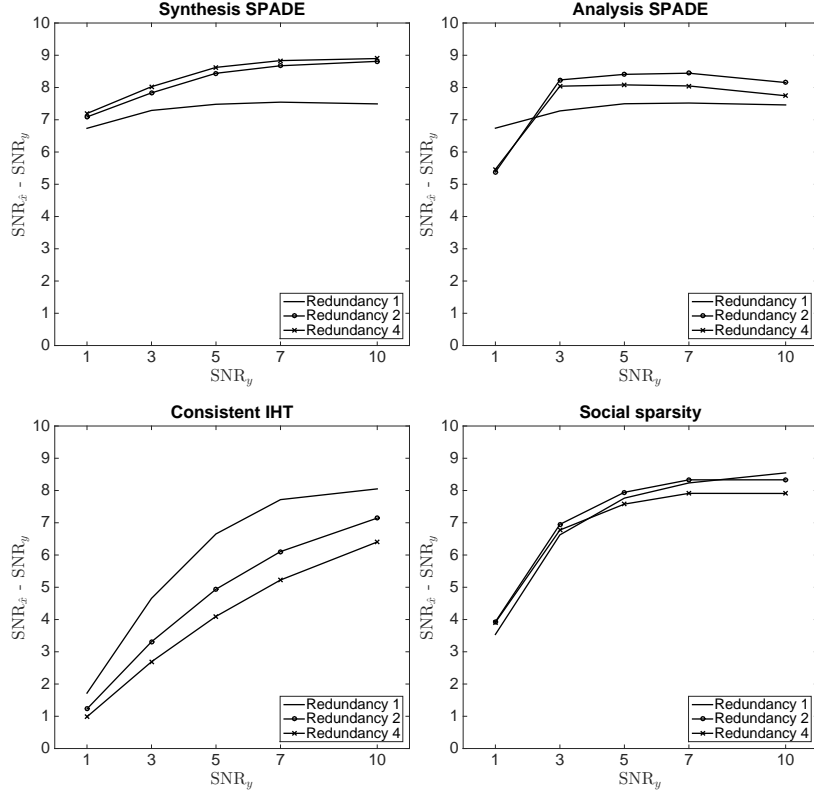 Synthesis SPADE
10
9
8
7
6
5
4
3
2
1
0
SNR_x̂ - SNR_y
Redundancy 1
Redundancy 2
Redundancy 4
1 3 5 7 10
SNR_y
Analysis SPADE
10
9
8
7
6
5
4
3
2
1
0
SNR_x̂ - SNR_y
Redundancy 1
Redundancy 2
Redundancy 4
1 3 5 7 10
SNR_y
Consistent IHT
10
9
8
7
6
5
4
3
2
1
0
SNR_x̂ - SNR_y
Redundancy 1
Redundancy 2
Redundancy 4
1 3 5 7 10
SNR_y
Social sparsity
10
9
8
7
6
5
4
3
2
1
0
SNR_x̂ - SNR_y
Redundancy 1
Redundancy 2
Redundancy 4
1 3 5 7 10
SNR_y